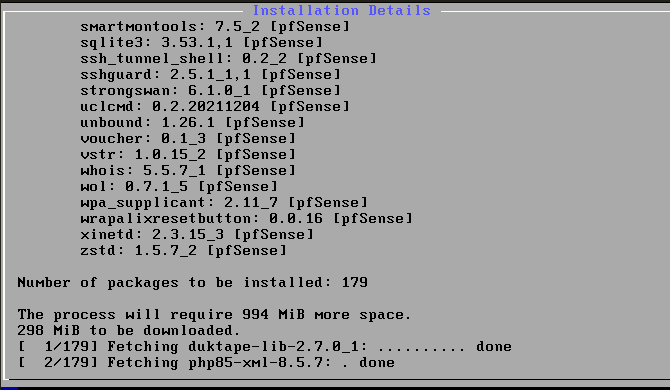 Installation Details
smartmontools: 7.5_2 [pfSense]
sqlite3: 3.53.1,1 [pfSense]
ssh_tunnel_shell: 0.2_2 [pfSense]
sshguard: 2.5.1_1,1 [pfSense]
strongswan: 6.1.0_1 [pfSense]
uclcmd: 0.2.20211204 [pfSense]
unbound: 1.26.1 [pfSense]
voucher: 0.1_3 [pfSense]
vstr: 1.0.15_2 [pfSense]
whois: 5.5.7_1 [pfSense]
wol: 0.7.1_5 [pfSense]
wpa_supplicant: 2.11_7 [pfSense]
wrapalixresetbutton: 0.0.16 [pfSense]
xinetd: 2.3.15_3 [pfSense]
zstd: 1.5.7_2 [pfSense]
Number of packages to be installed: 179
The process will require 994 MiB more space.
298 MiB to be downloaded.
[  1/179] Fetching duktape-lib-2.7.0_1: .......... done
[  2/179] Fetching php85-xml-8.5.7: . done